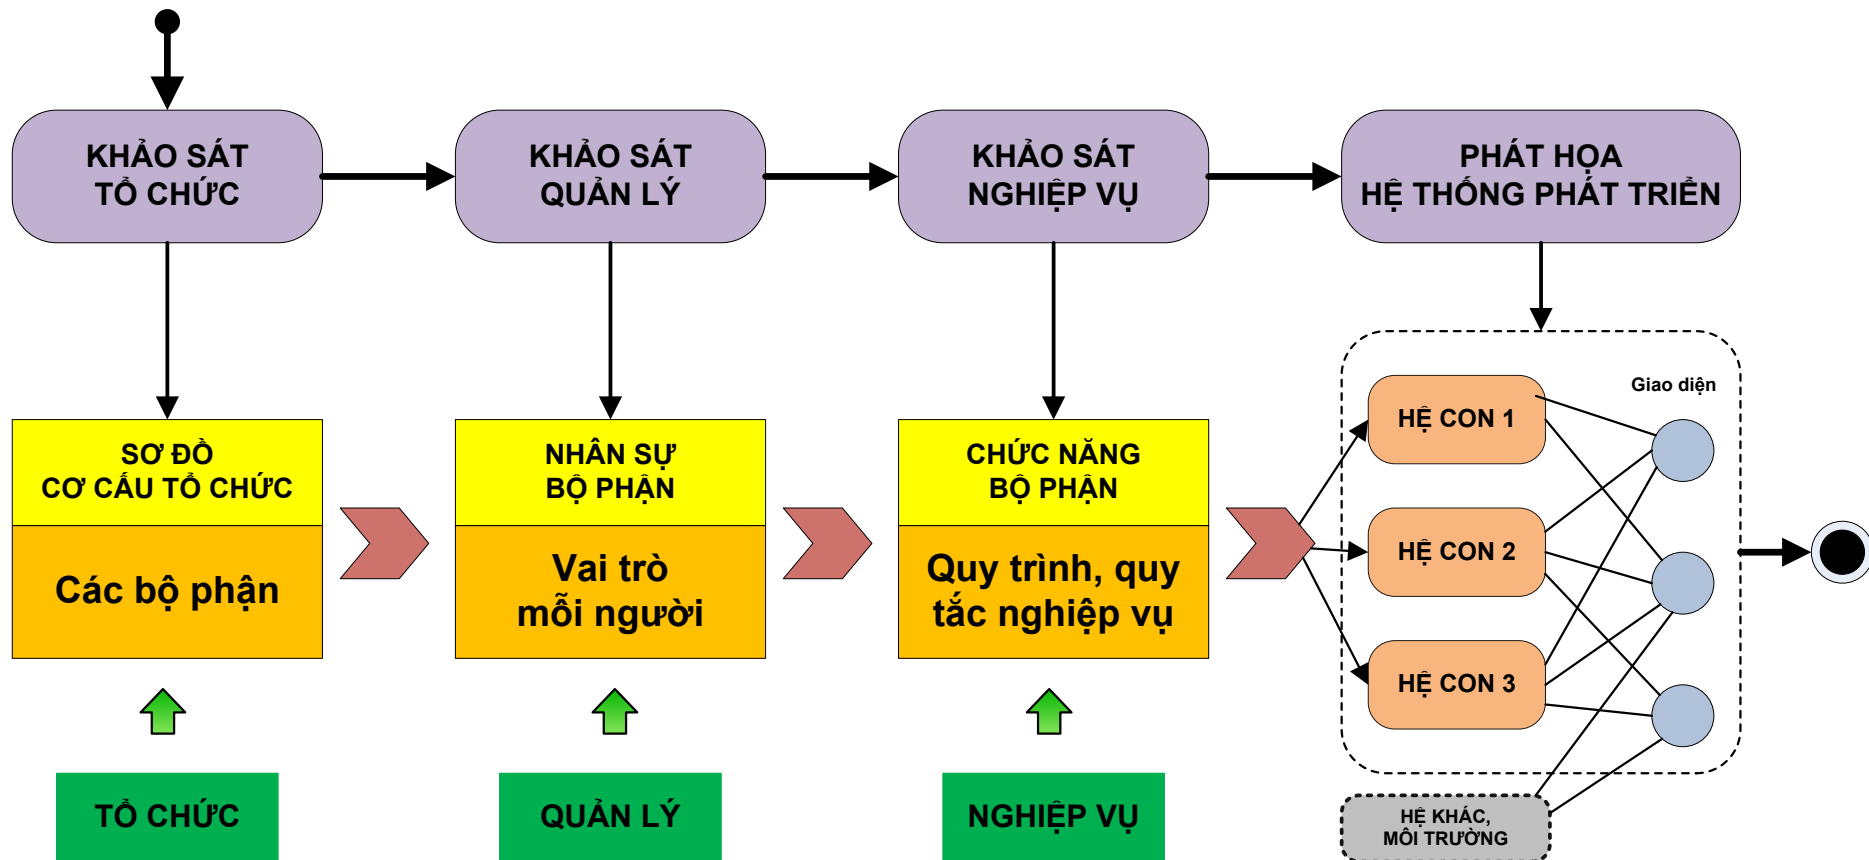 KHẢO SÁT
TỔ CHỨC
KHẢO SÁT
QUẢN LÝ
KHẢO SÁT
NGHIỆP VỤ
PHÁT HỌA
HỆ THỐNG PHÁT TRIỂN
SƠ ĐỒ
CƠ CẤU TỔ CHỨC
Các bộ phận
NHÂN SỰ
BỘ PHẬN
Vai trò
mỗi người
CHỨC NĂNG
BỘ PHẬN
Quy trình, quy
tắc nghiệp vụ
Giao diện
HỆ CON 1
HỆ CON 2
HỆ CON 3
TỔ CHỨC
QUẢN LÝ
NGHIỆP VỤ
HỆ KHÁC,
MÔI TRƯỜNG